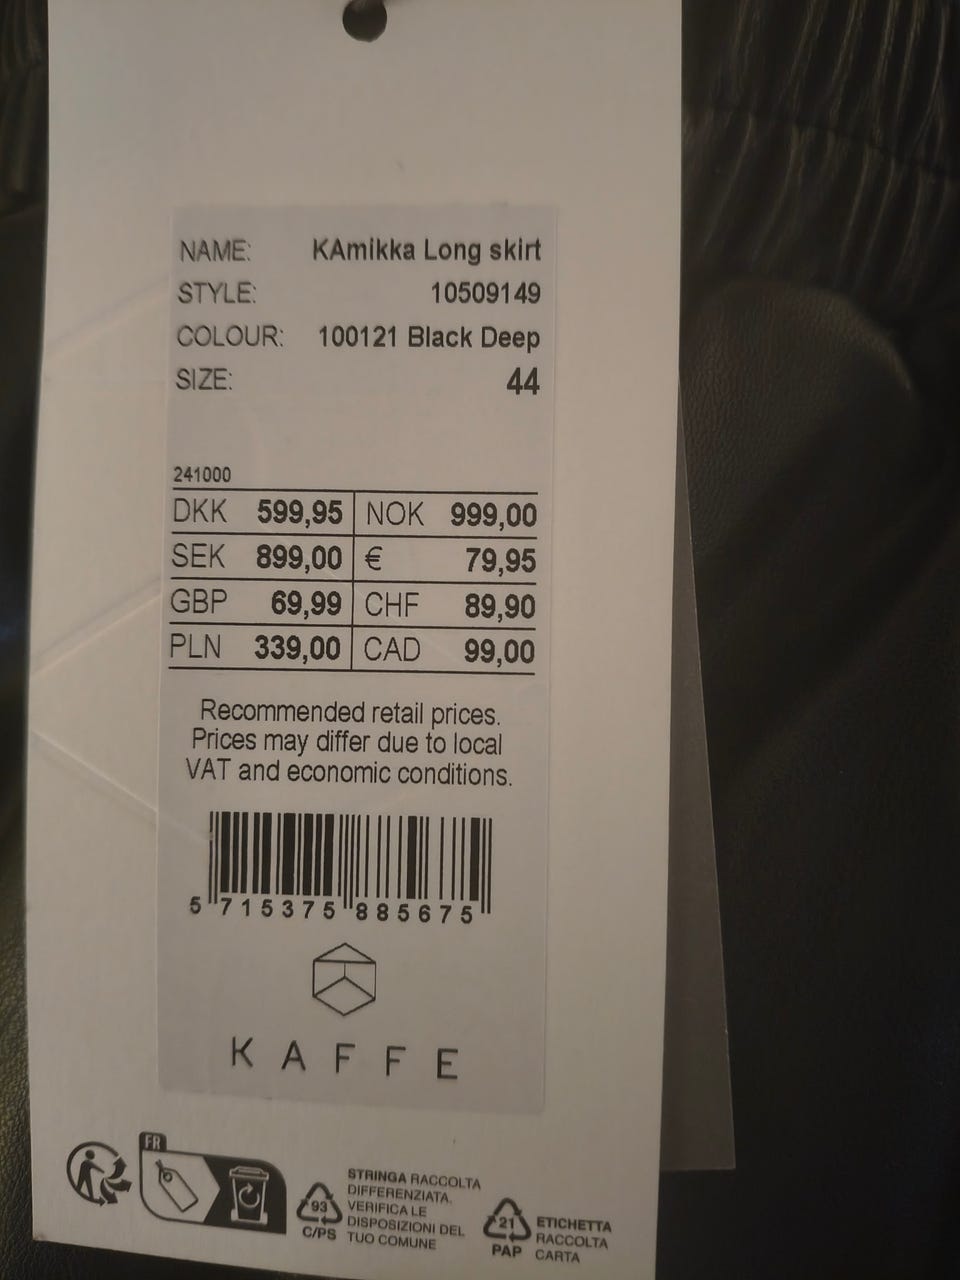 NAME: KAmikka Long skirt
STYLE: 10509149
COLOUR: 100121 Black Deep
SIZE: 44
241000
DKK 599,95 NOK 999,00
SEK 899,00 € 79,95
GBP 69,99 CHF 89,90
PLN 339,00 CAD 99,00
Recommended retail prices.
Prices may differ due to local
VAT and economic conditions.
5 715375 885675
KAFFE
FR
93
C/PS
STRINGA RACCOLTA
DIFFERENZIATA.
VERIFICA LE
DISPOSIZIONI DEL
TUO COMUNE
21
PAP
ETICHETTA
RACCOLTA
CARTA